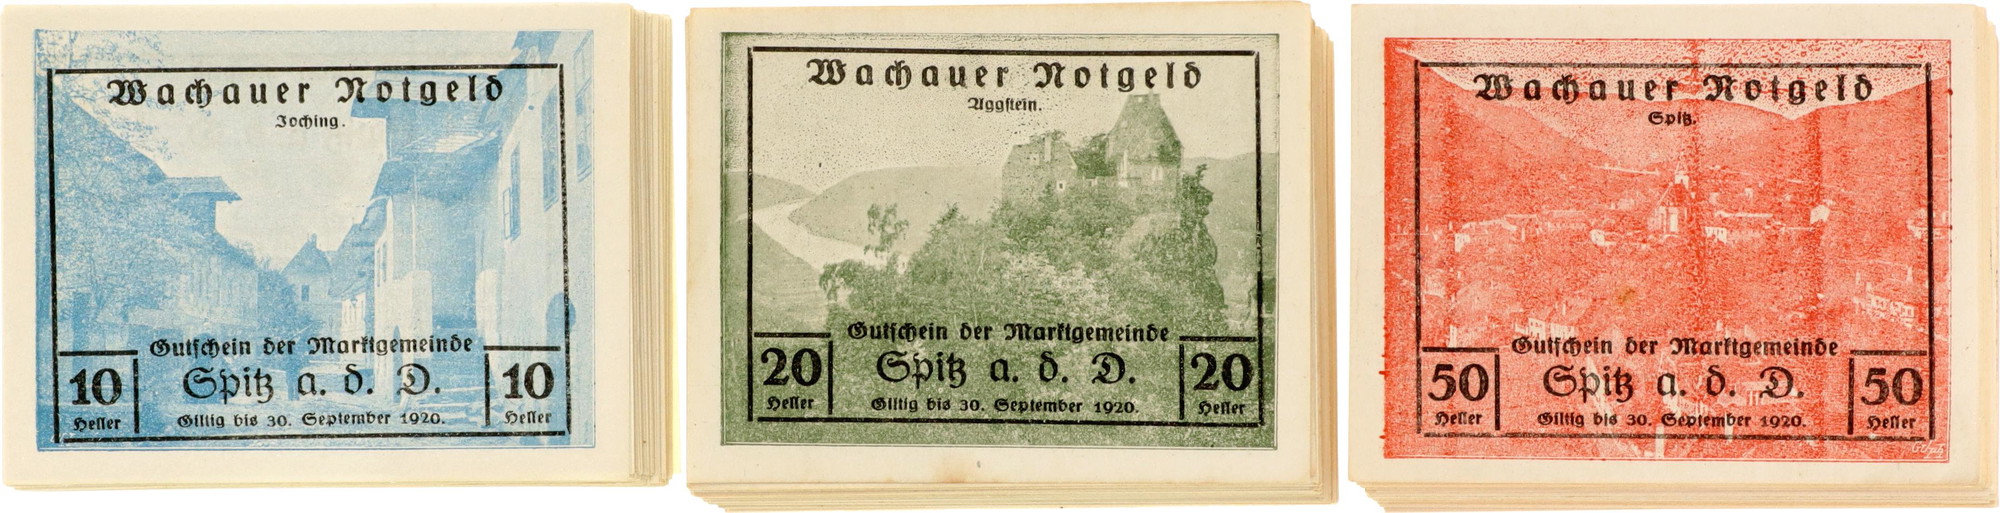 Wachauer Notgeld
Joching.
Gutschein der Marktgemeinde
Spitz a. d. D.
Giltig bis 30. September 1920.
10
Heller
10
Heller
Wachauer Notgeld
Aggstein.
Gutschein der Marktgemeinde
Spitz a. d. D.
Giltig bis 30. September 1920.
20
Heller
20
Heller
Wachauer Notgeld
Spitz.
Gutschein der Marktgemeinde
Spitz a. d. D.
Giltig bis 30. September 1920.
50
Heller
50
Heller